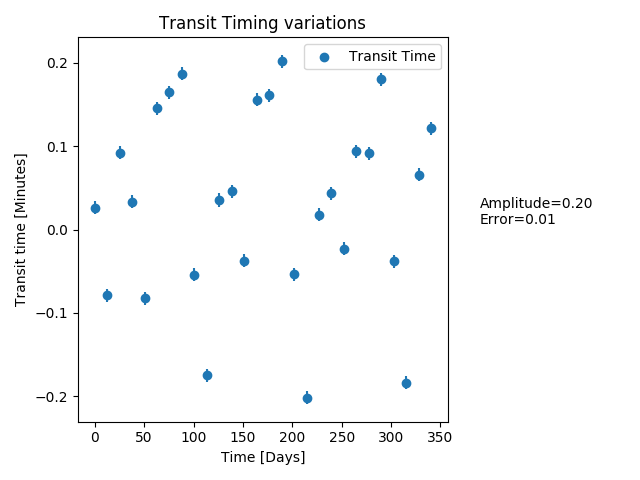 Transit Timing variations
Transit Time
0.2
0.1
0.0
−0.1
−0.2
Transit time [Minutes]
0 50 100 150 200 250 300 350
Time [Days]
Amplitude=0.20
Error=0.01